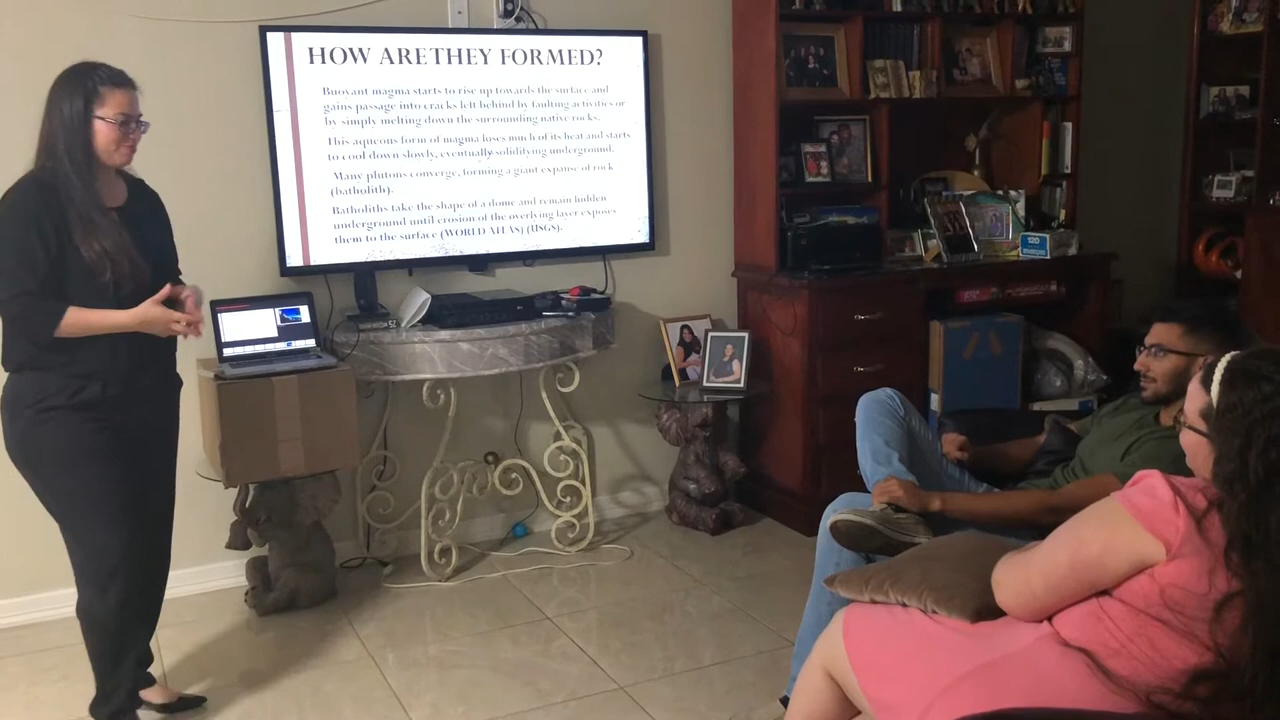 HOW ARETHEY FORMED?
Buoyant magma starts to rise up towards the surface and
gains passage into cracks left behind by faulting activities or
by simply melting down the surrounding native rocks.
This aqueous form of magma loses much of its heat and starts
to cool down slowly, eventually solidifying underground.
Many plutons converge, forming a giant expanse of rock
(batholith).
Batholiths take the shape of a dome and remain hidden
underground until erosion of the overlying layer exposes
them to the surface (WORLD ATLAS) (USGS).
120